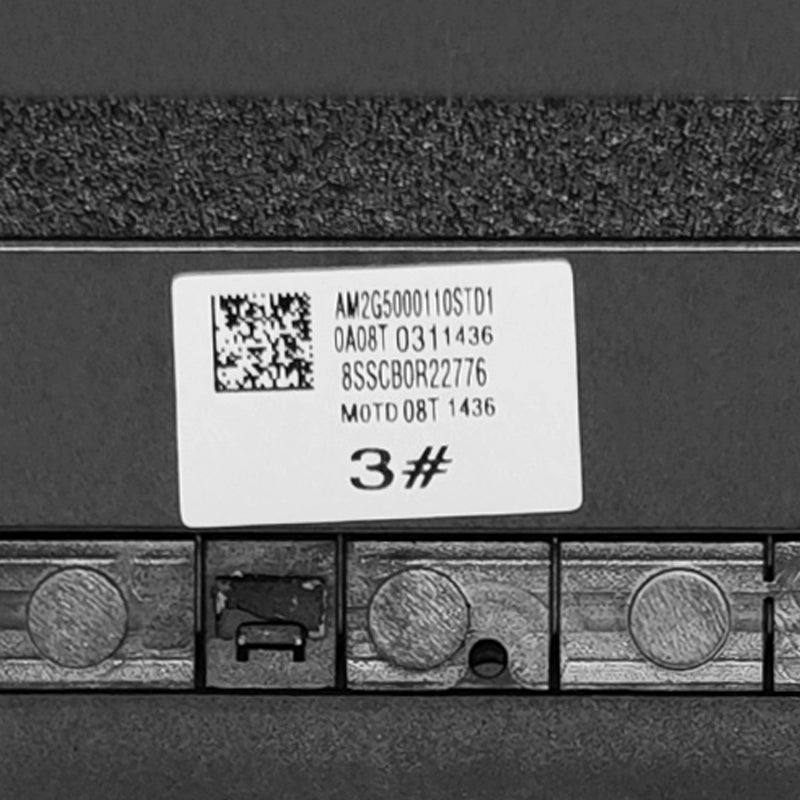 AM2G5000110STD1
0A08T 0311436
8SSCB0R22776
M0TD 08T 1436
3#